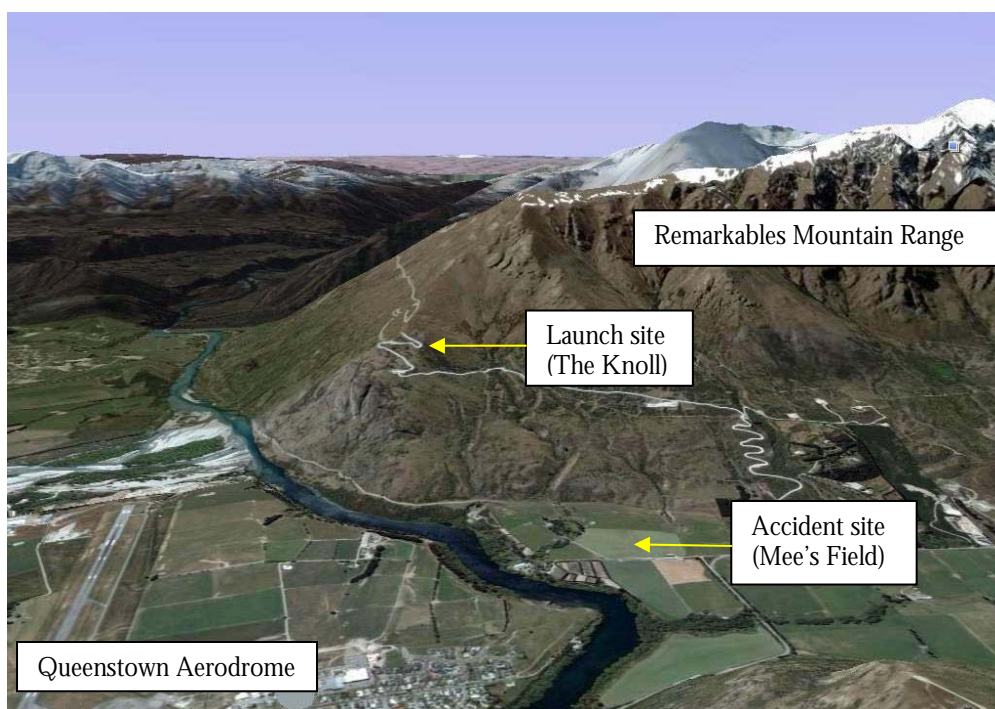 Remarkables Mountain Range
Launch site
(The Knoll)
Accident site
(Mee's Field)
Queenstown Aerodrome